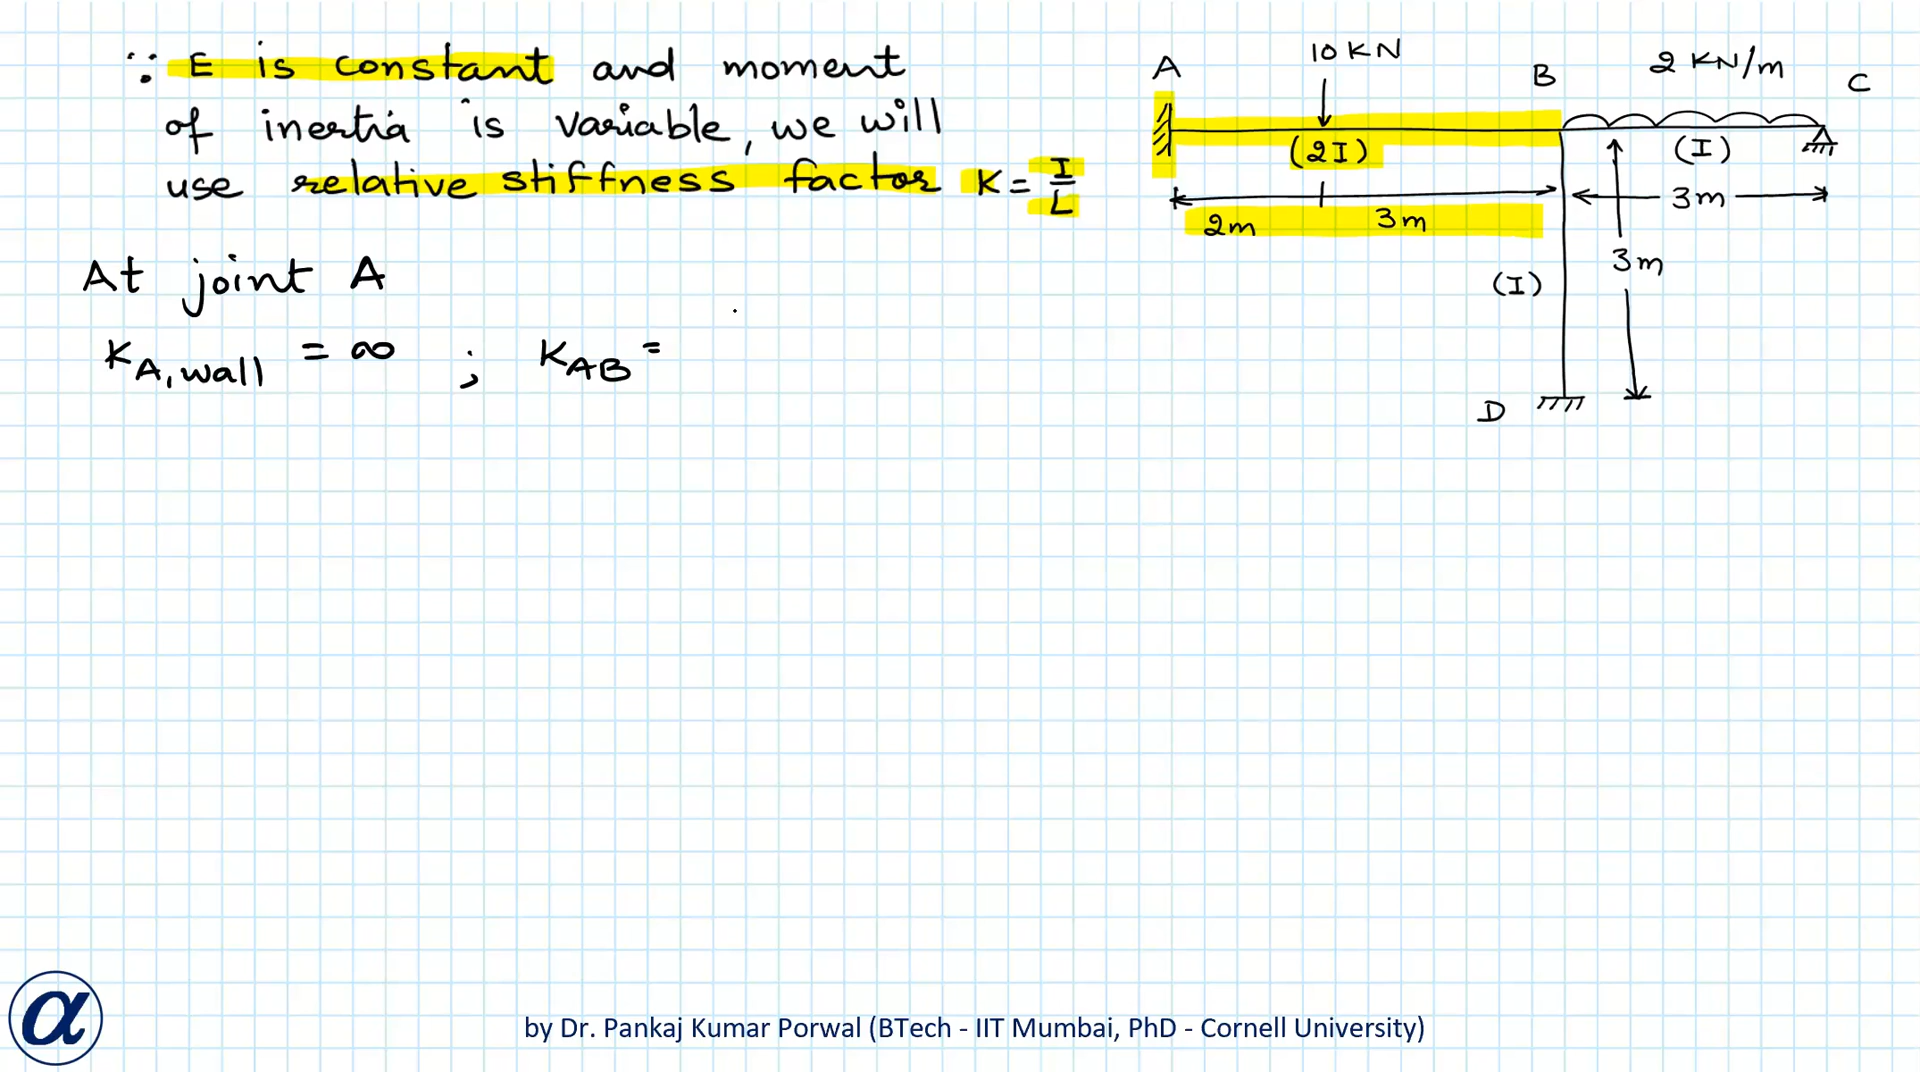 ∵ E is constant and moment
of inertia is variable, we will
use relative stiffness factor K = I/L
At joint A
K_A,wall = ∞ ; K_AB =
A
10 KN
B
2 KN/m
C
(2I)
(I)
2m
3m
3m
(I)
3m
D
α
by Dr. Pankaj Kumar Porwal (BTech - IIT Mumbai, PhD - Cornell University)